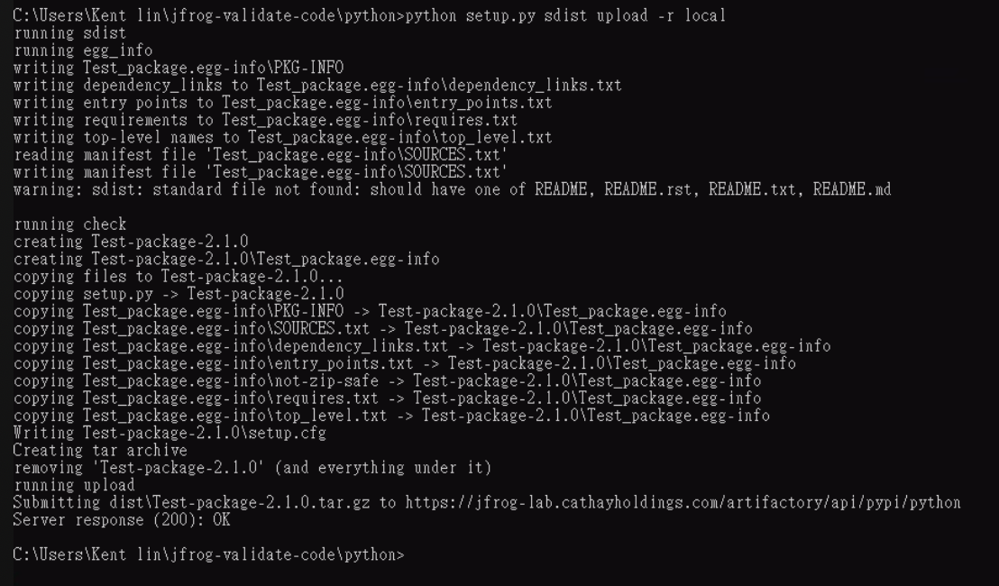 C:\Users\Kent lin\jfrog-validate-code\python>python setup.py sdist upload -r local
running sdist
running egg_info
writing Test_package.egg-info\PKG-INFO
writing dependency_links to Test_package.egg-info\dependency_links.txt
writing entry points to Test_package.egg-info\entry_points.txt
writing requirements to Test_package.egg-info\requires.txt
writing top-level names to Test_package.egg-info\top_level.txt
reading manifest file 'Test_package.egg-info\SOURCES.txt'
writing manifest file 'Test_package.egg-info\SOURCES.txt'
warning: sdist: standard file not found: should have one of README, README.rst, README.txt, README.md
running check
creating Test-package-2.1.0
creating Test-package-2.1.0\Test_package.egg-info
copying files to Test-package-2.1.0...
copying setup.py -> Test-package-2.1.0
copying Test_package.egg-info\PKG-INFO -> Test-package-2.1.0\Test_package.egg-info
copying Test_package.egg-info\SOURCES.txt -> Test-package-2.1.0\Test_package.egg-info
copying Test_package.egg-info\dependency_links.txt -> Test-package-2.1.0\Test_package.egg-info
copying Test_package.egg-info\entry_points.txt -> Test-package-2.1.0\Test_package.egg-info
copying Test_package.egg-info\not-zip-safe -> Test-package-2.1.0\Test_package.egg-info
copying Test_package.egg-info\requires.txt -> Test-package-2.1.0\Test_package.egg-info
copying Test_package.egg-info\top_level.txt -> Test-package-2.1.0\Test_package.egg-info
Writing Test-package-2.1.0\setup.cfg
Creating tar archive
removing 'Test-package-2.1.0' (and everything under it)
running upload
Submitting dist\Test-package-2.1.0.tar.gz to https://jfrog-lab.cathayholdings.com/artifactory/api/pypi/python
Server response (200): OK
C:\Users\Kent lin\jfrog-validate-code\python>